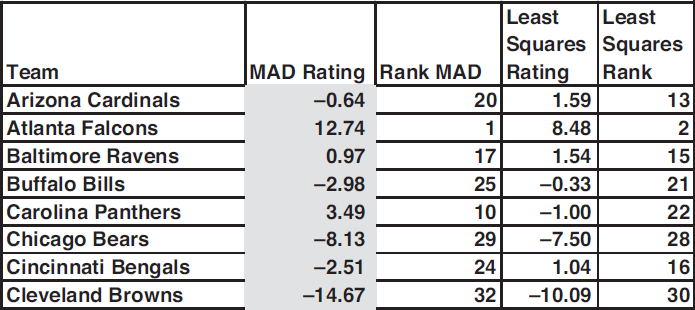 Team MAD Rating Rank MAD Least Squares Rating Least Squares Rank
Arizona Cardinals –0.64 20 1.59 13
Atlanta Falcons 12.74 1 8.48 2
Baltimore Ravens 0.97 17 1.54 15
Buffalo Bills –2.98 25 –0.33 21
Carolina Panthers 3.49 10 –1.00 22
Chicago Bears –8.13 29 –7.50 28
Cincinnati Bengals –2.51 24 1.04 16
Cleveland Browns –14.67 32 –10.09 30